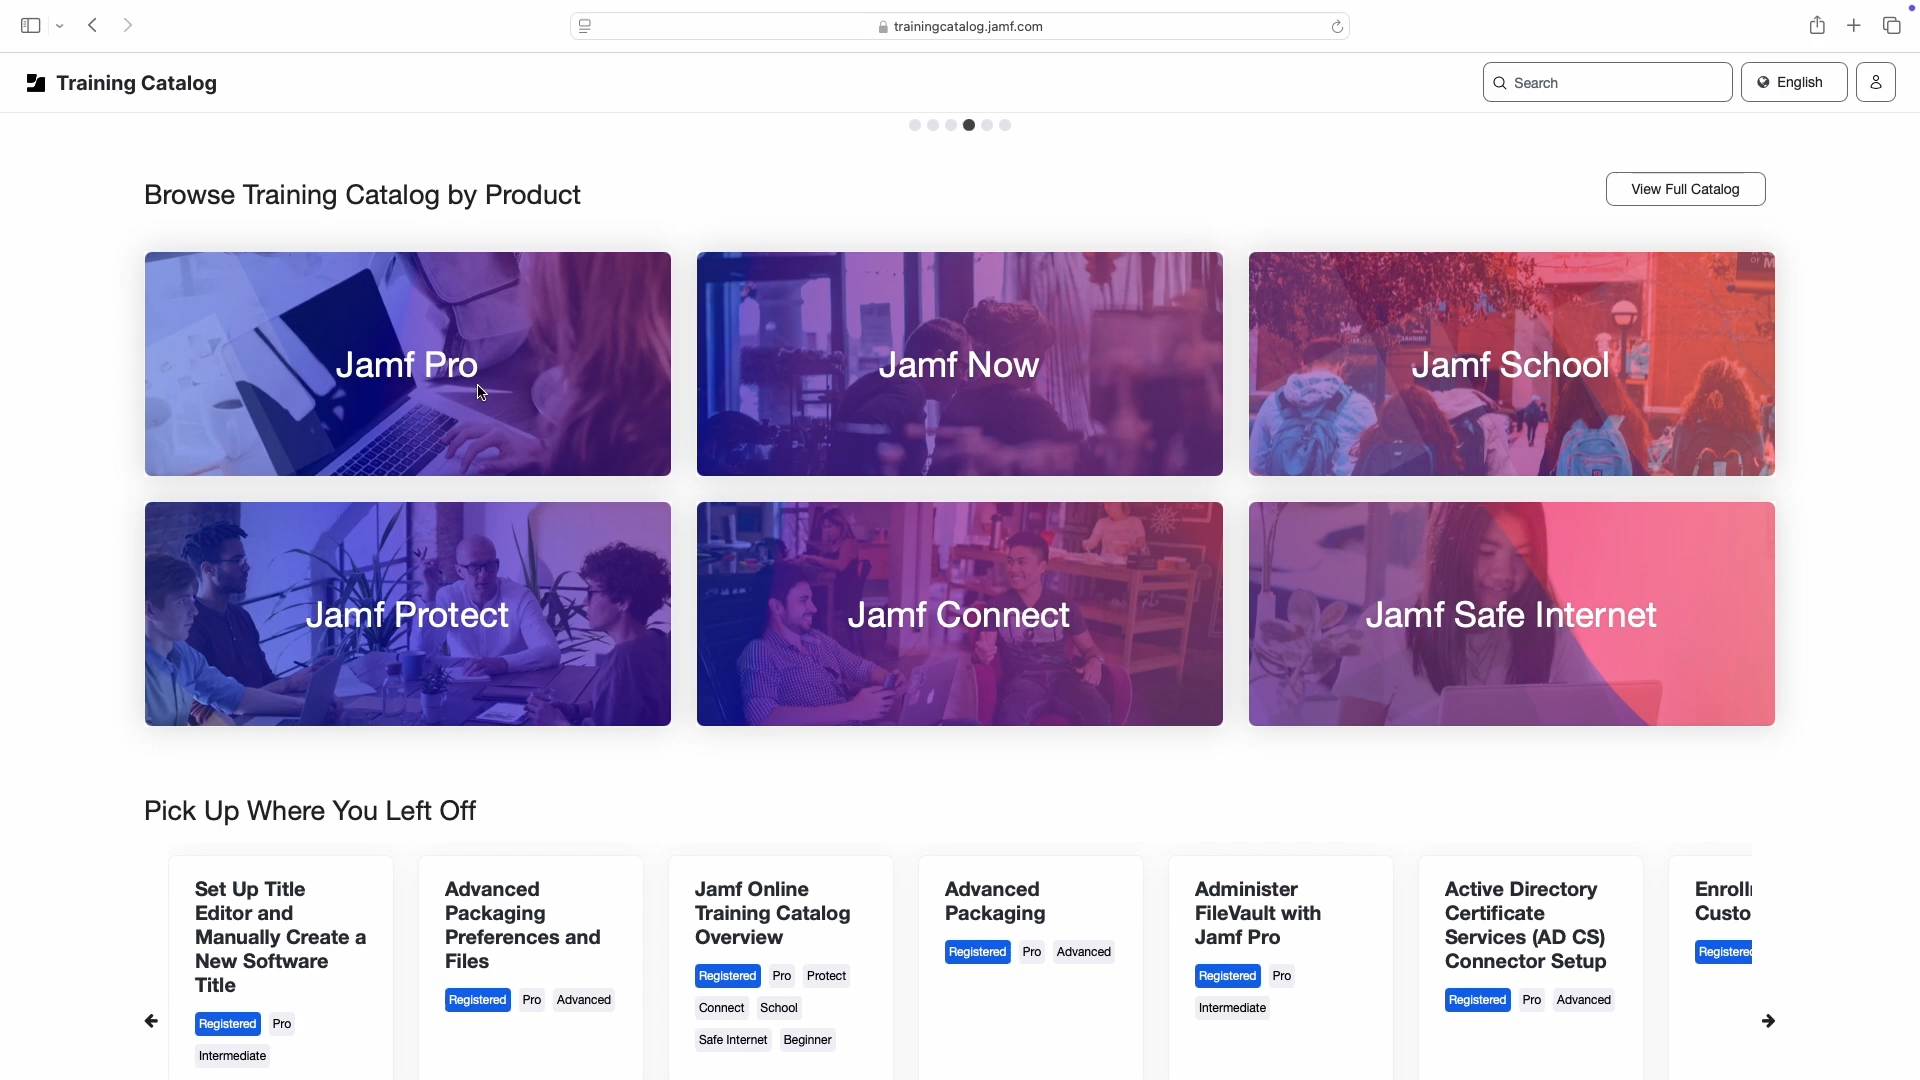 trainingcatalog.jamf.com
Training Catalog
Search
English
Browse Training Catalog by Product
View Full Catalog
Jamf Pro
Jamf Now
Jamf School
Jamf Protect
Jamf Connect
Jamf Safe Internet
Pick Up Where You Left Off
Set Up Title
Editor and
Manually Create a
New Software
Title
Registered Pro
Intermediate
Advanced
Packaging
Preferences and
Files
Registered Pro Advanced
Jamf Online
Training Catalog
Overview
Registered Pro Protect
Connect School
Safe Internet Beginner
Advanced
Packaging
Registered Pro Advanced
Administer
FileVault with
Jamf Pro
Registered Pro
Intermediate
Active Directory
Certificate
Services (AD CS)
Connector Setup
Registered Pro Advanced
Enroll
Custo
Registered